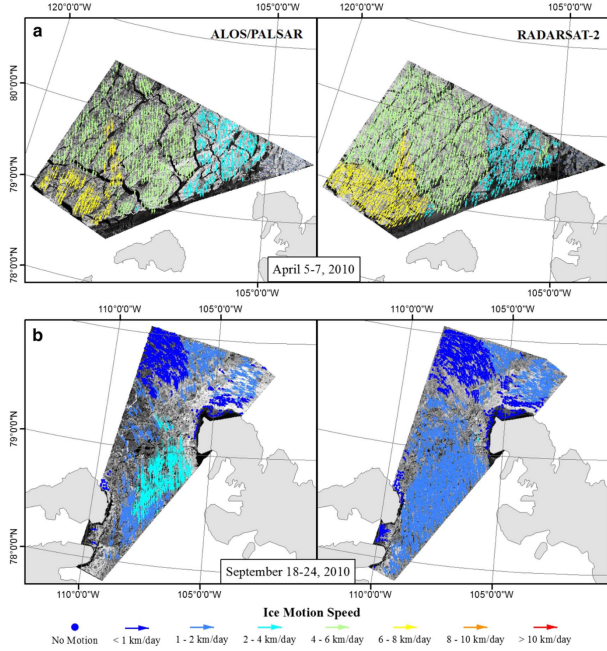 120°0'0"W 105°0'0"W 120°0'0"W 105°0'0"W
a ALOS/PALSAR RADARSAT-2
80°0'0"N
79°0'0"N
78°0'0"N
105°0'0"W 105°0'0"W
April 5-7, 2010
110°0'0"W 105°0'0"W 110°0'0"W 105°0'0"W
b
79°0'0"N
78°0'0"N
September 18-24, 2010
110°0'0"W 105°0'0"W 110°0'0"W 105°0'0"W
Ice Motion Speed
No Motion < 1 km/day 1 - 2 km/day 2 - 4 km/day 4 - 6 km/day 6 - 8 km/day 8 - 10 km/day > 10 km/day